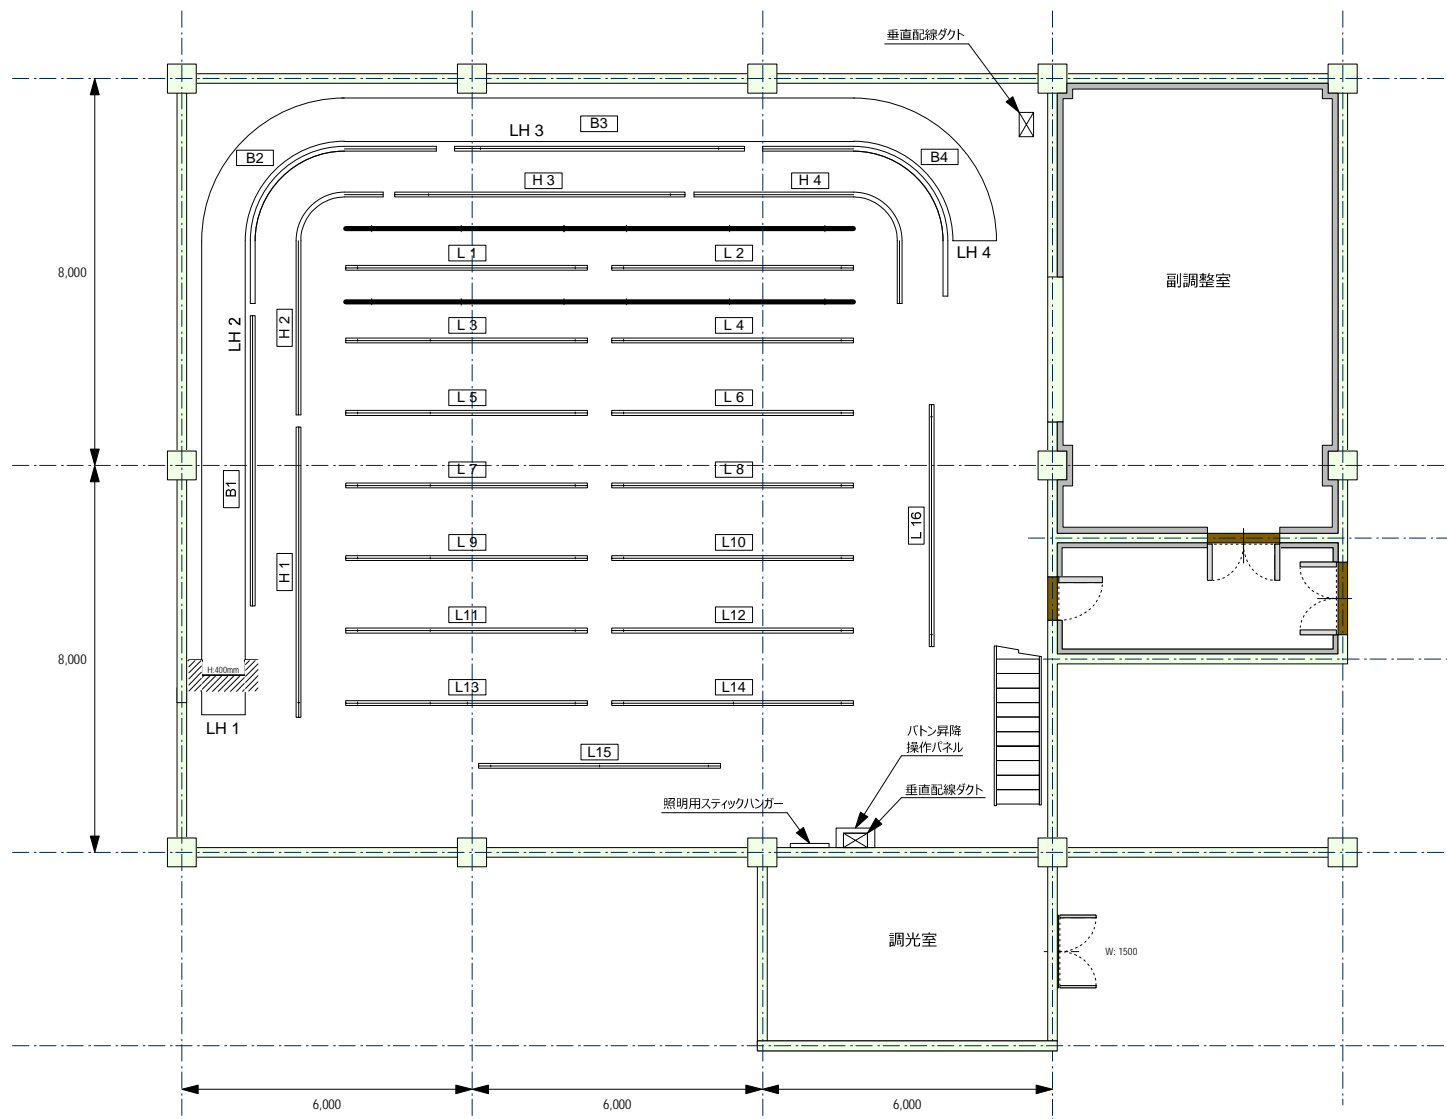 垂直配線ダクト
B3
LH 3
B2
B4
H 3
H 4
L 1
L 2
LH 4
8,000
副調整室
LH 2
H 2
L 3
L 4
L 5
L 6
L 7
L 8
B1
L 16
L 9
L10
H 1
L11
L12
8,000
H:400mm
L13
L14
LH 1
バトン昇降
操作パネル
L15
垂直配線ダクト
照明用スティックハンガー
調光室
W: 1500
6,000
6,000
6,000